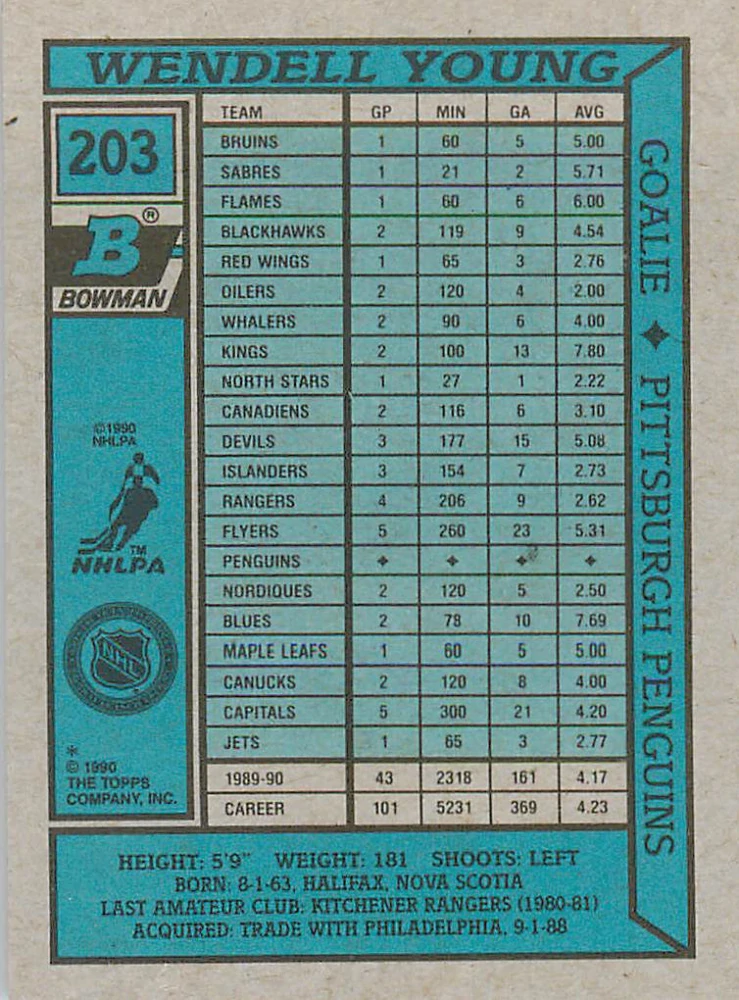 WENDELL YOUNG
203
B®
BOWMAN
©1990
NHLPA
TM
NHLPA
NHL
*
© 1990
THE TOPPS
COMPANY, INC.
TEAM GP MIN GA AVG
BRUINS 1 60 5 5.00
SABRES 1 21 2 5.71
FLAMES 1 60 6 6.00
BLACKHAWKS 2 119 9 4.54
RED WINGS 1 65 3 2.76
OILERS 2 120 4 2.00
WHALERS 2 90 6 4.00
KINGS 2 100 13 7.80
NORTH STARS 1 27 1 2.22
CANADIENS 2 116 6 3.10
DEVILS 3 177 15 5.08
ISLANDERS 3 154 7 2.73
RANGERS 4 206 9 2.62
FLYERS 5 260 23 5.31
PENGUINS ✦ ✦ ✦ ✦
NORDIQUES 2 120 5 2.50
BLUES 2 78 10 7.69
MAPLE LEAFS 1 60 5 5.00
CANUCKS 2 120 8 4.00
CAPITALS 5 300 21 4.20
JETS 1 65 3 2.77
1989-90 43 2318 161 4.17
CAREER 101 5231 369 4.23
GOALIE ✦ PITTSBURGH PENGUINS
HEIGHT: 5'9" WEIGHT: 181 SHOOTS: LEFT
BORN: 8-1-63, HALIFAX, NOVA SCOTIA
LAST AMATEUR CLUB: KITCHENER RANGERS (1980-81)
ACQUIRED: TRADE WITH PHILADELPHIA, 9-1-88